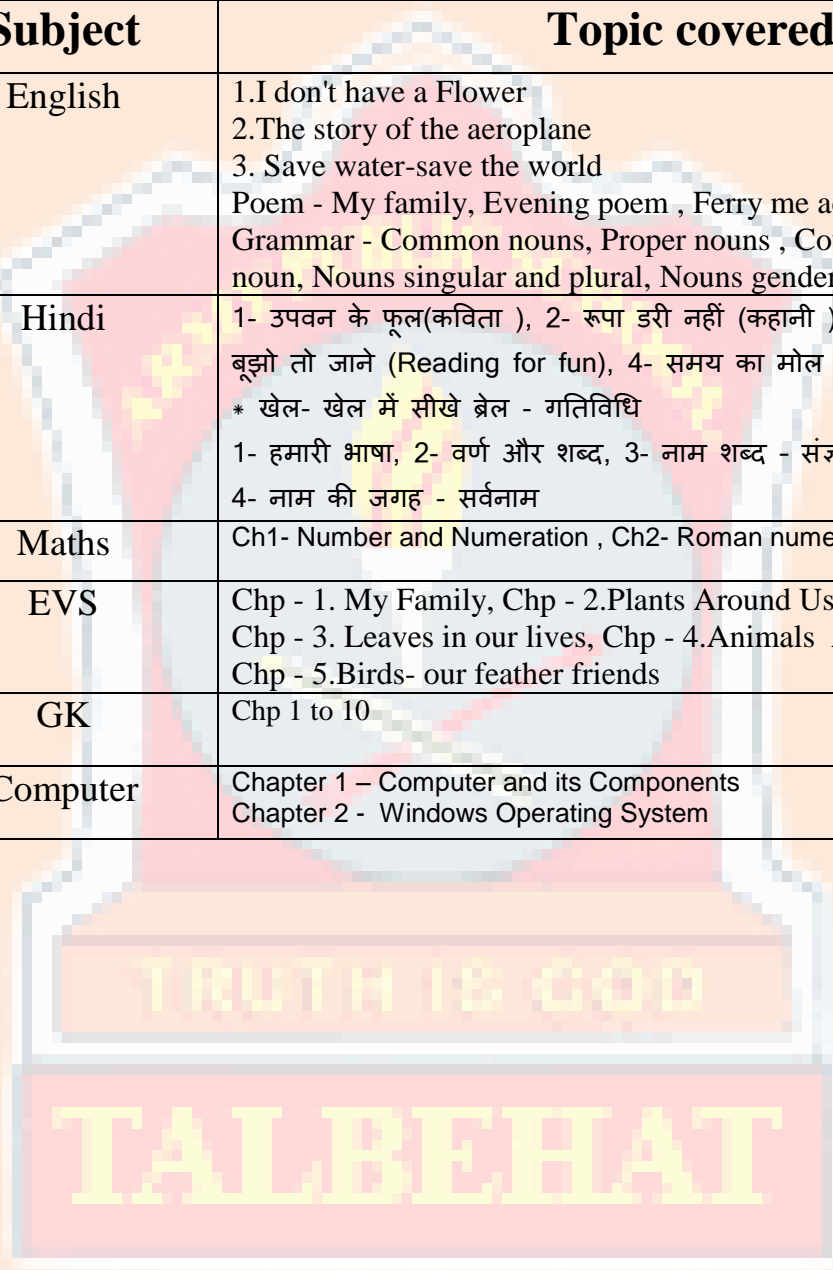 Subject Topic covered
English 1.I don't have a Flower
2.The story of the aeroplane
3. Save water-save the world
Poem - My family, Evening poem , Ferry me
Grammar - Common nouns, Proper nouns ,
noun, Nouns singular and plural, Nouns gender
Hindi 1- उपवन के फूल(कविता ), 2- रूपा डरी नहीं (कहानी )
बूझो तो जाने (Reading for fun), 4- समय का मोल
* खेल- खेल में सीखे ब्रेल - गतिविधि
1- हमारी भाषा, 2- वर्ण और शब्द, 3- नाम शब्द -
4- नाम की जगह - सर्वनाम
Maths Ch1- Number and Numeration , Ch2- Roman
EVS Chp - 1. My Family, Chp - 2.Plants Around Us
Chp - 3. Leaves in our lives, Chp - 4.Animals
Chp - 5.Birds- our feather friends
GK Chp 1 to 10
Computer Chapter 1 – Computer and its Components
Chapter 2 - Windows Operating System
TRUTH IS GOD
TALBEHAT